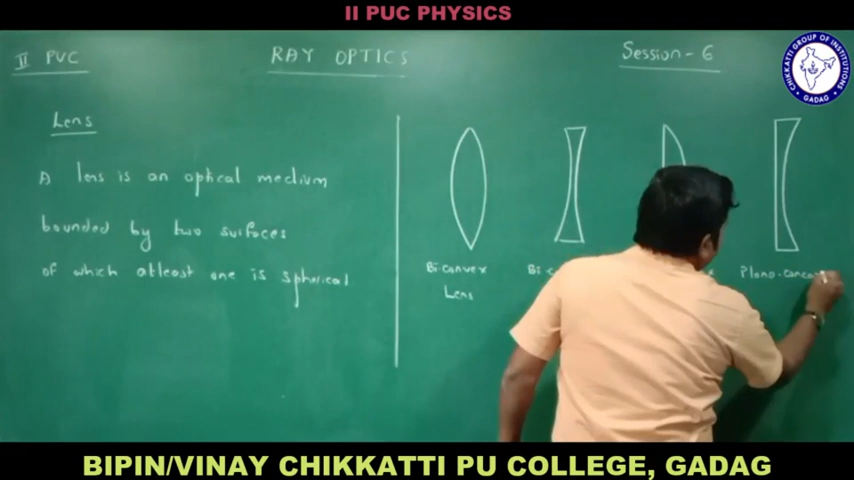 II PUC PHYSICS
II PUC
RAY OPTICS
Session - 6
CHIKKATTI GROUP OF INSTITUTIONS
GADAG
Lens
A lens is an optical medium
bounded by two surfaces
of which atleast one is spherical
Bi convex
Lens
Bi
Plano-conca
BIPIN/VINAY CHIKKATTI PU COLLEGE, GADAG